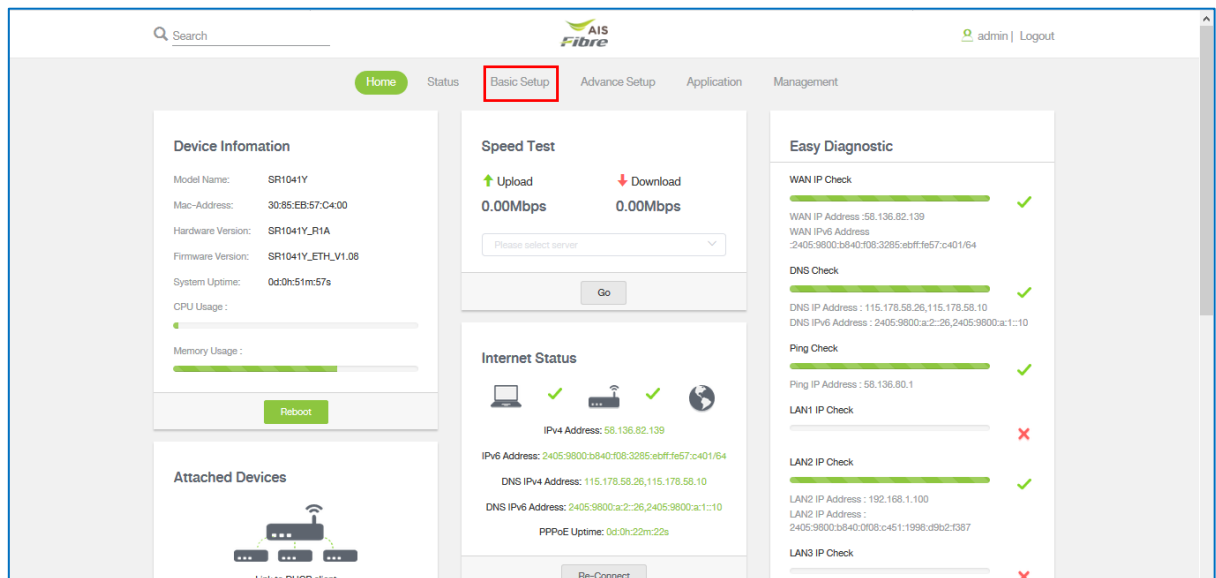 Search
AIS
Fibre
admin | Logout
Home
Status
Basic Setup
Advance Setup
Application
Management
Device Infomation
Model Name: SR1041Y
Mac-Address: 30:85:EB:57:C4:00
Hardware Version: SR1041Y_R1A
Firmware Version: SR1041Y_ETH_V1.08
System Uptime: 0d:0h:51m:57s
CPU Usage :
Memory Usage :
Reboot
Attached Devices
Link to DHCP client
Speed Test
Upload
Download
0.00Mbps
0.00Mbps
Please select server
Go
Internet Status
IPv4 Address: 58.136.82.139
IPv6 Address: 2405:9800:b840:f08:3285:ebff:fe57:c401/64
DNS IPv4 Address: 115.178.58.26,115.178.58.10
DNS IPv6 Address: 2405:9800:a:2::26,2405:9800:a:1::10
PPPoE Uptime: 0d:0h:22m:22s
Re-Connect
Easy Diagnostic
WAN IP Check
WAN IP Address :58.136.82.139
WAN IPv6 Address
:2405:9800:b840:f08:3285:ebff:fe57:c401/64
DNS Check
DNS IP Address : 115.178.58.26,115.178.58.10
DNS IPv6 Address : 2405:9800:a:2::26,2405:9800:a:1::10
Ping Check
Ping IP Address : 58.136.80.1
LAN1 IP Check
LAN2 IP Check
LAN2 IP Address : 192.168.1.100
LAN2 IP Address :
2405:9800:b840:0f08:c451:1998:d9b2:f387
LAN3 IP Check